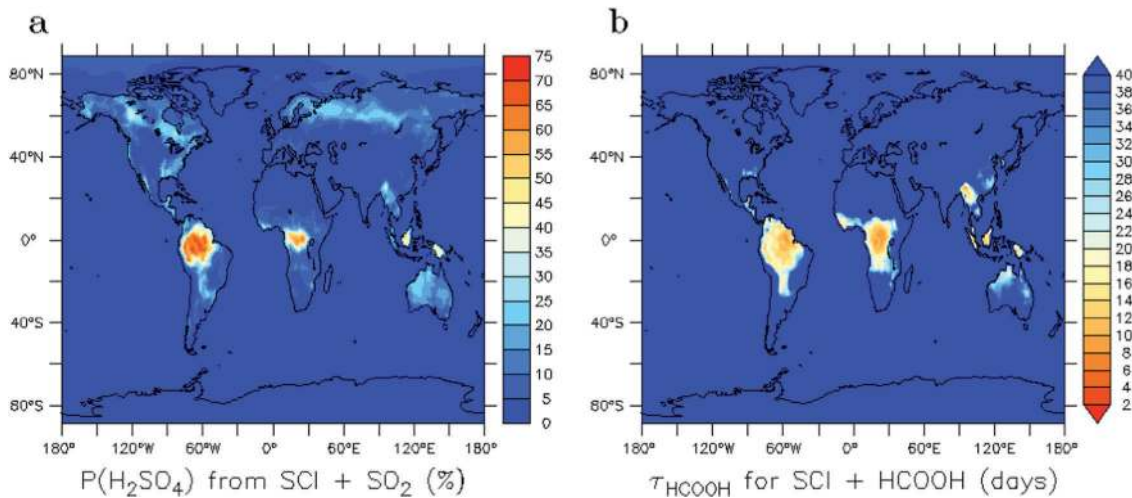 a
b
80°N
40°N
0°
40°S
80°S
180°
120°W
60°W
0°
60°E
120°E
180°
75
70
65
60
55
50
45
40
35
30
25
20
15
10
5
0
P(H₂SO₄) from SCI + SO₂ (%)
80°N
40°N
0°
40°S
80°S
180°
120°W
60°W
0°
60°E
120°E
180°
40
38
36
34
32
30
28
26
24
22
20
18
16
14
12
10
8
6
4
2
τHCOOH for SCI + HCOOH (days)